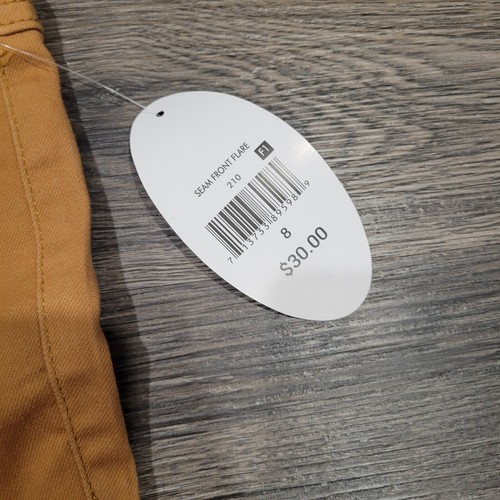 SEAM FRONT FLARE F1
210
7 13733 89598 9
8
$30.00